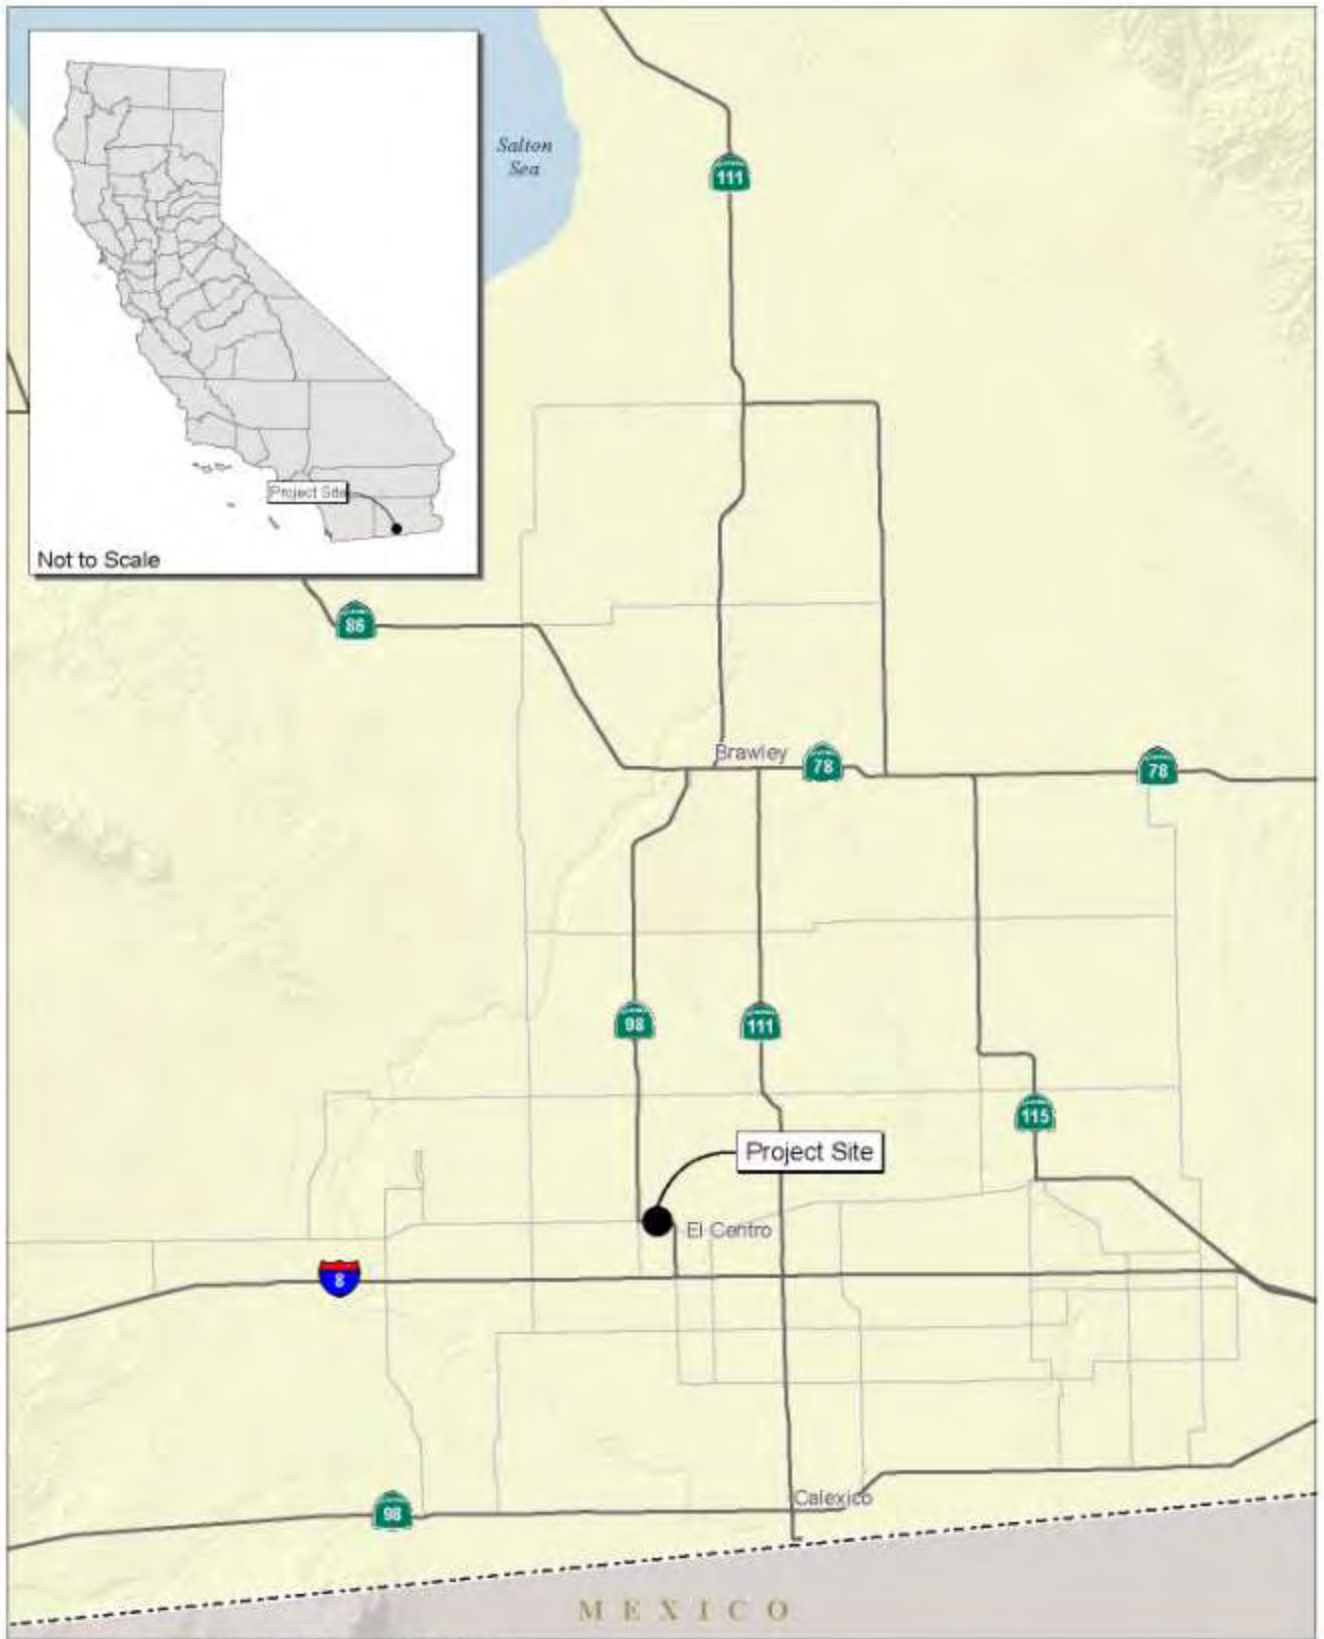 Salton
Sea
111
Project Site
Not to Scale
86
Brawley
78
78
98
111
115
Project Site
El Centro
8
98
Calexico
MEXICO